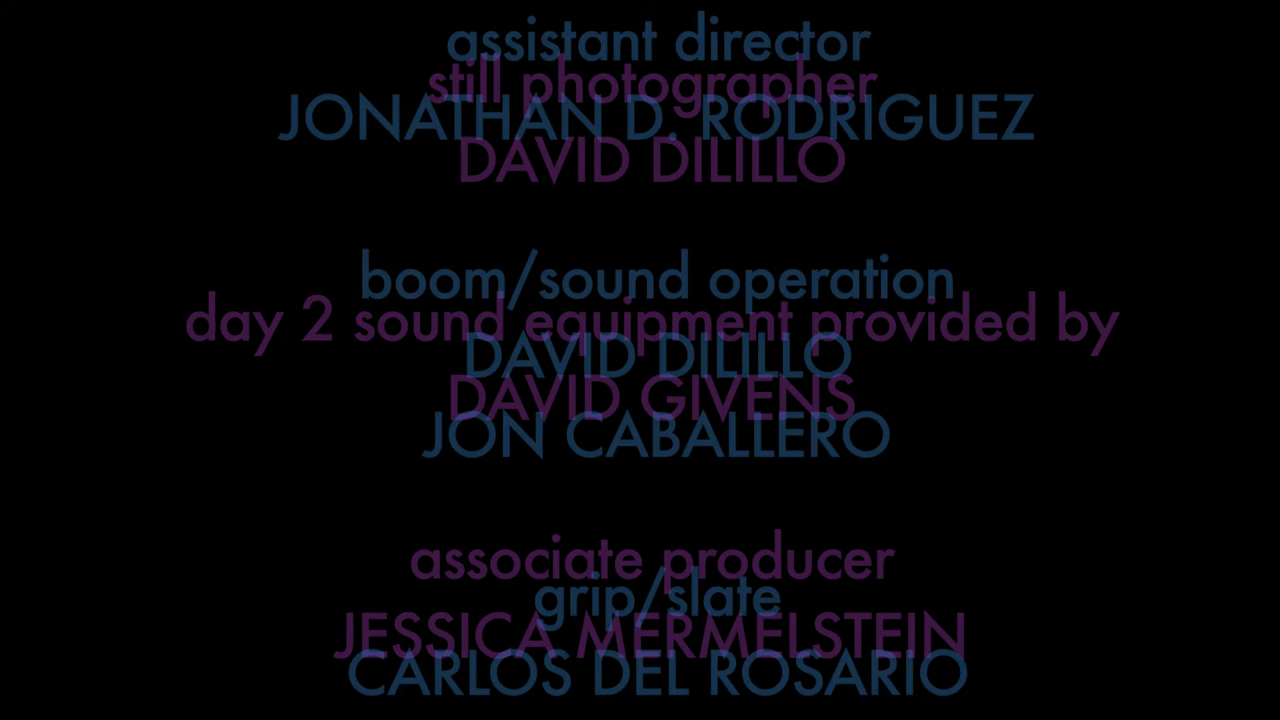 assistant director
still photographer
JONATHAN D. RODRIGUEZ
DAVID DILILLO
boom/sound operation
day 2 sound equipment provided by
DAVID DILILLO
DAVID GIVENS
JON CABALLERO
associate producer
grip/slate
JESSICA MERMELSTEIN
CARLOS DEL ROSARIO